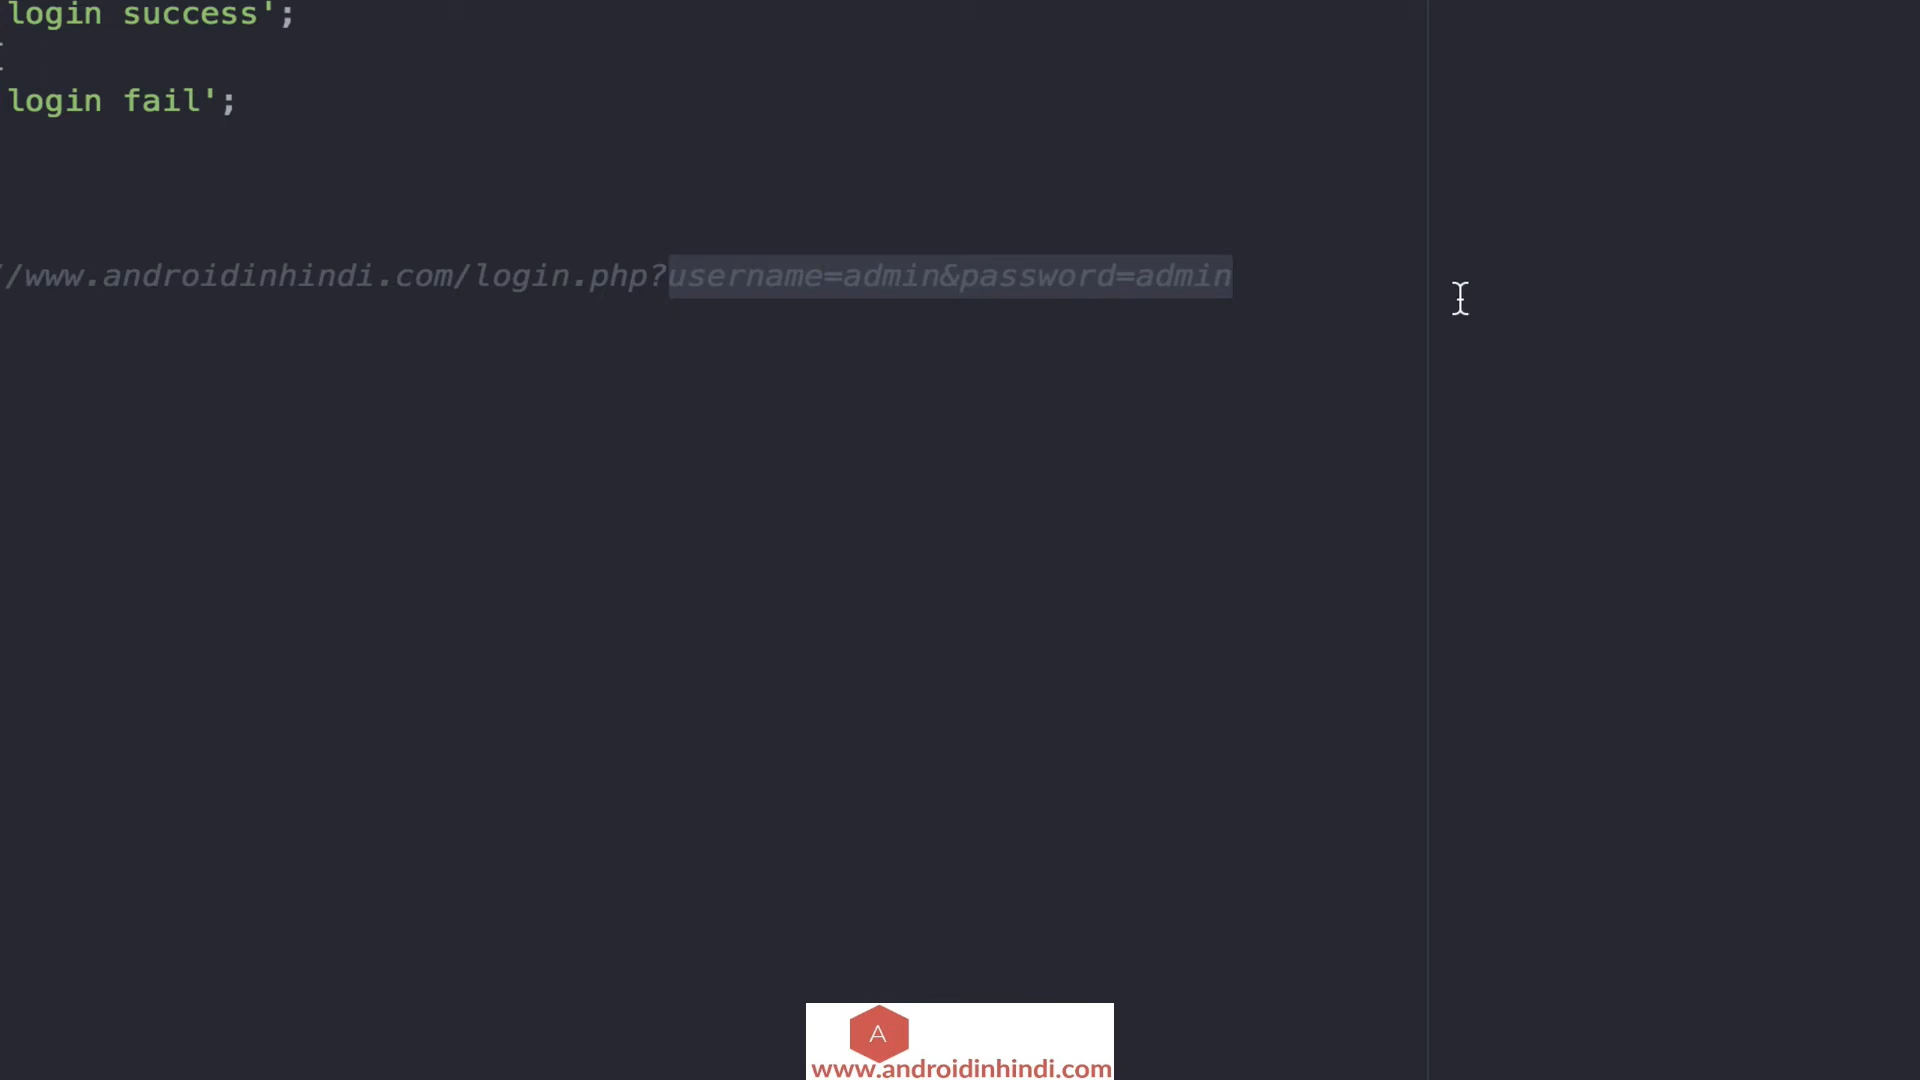 login success';
login fail';
//www.androidinhindi.com/login.php?username=admin&password=admin
A
www.androidinhindi.com